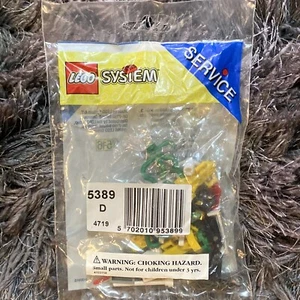 LEGO SYSTEM
SERVICE
5389
D
4719
5 702010 953899
WARNING: CHOKING HAZARD.
small parts. Not for children under 3 yrs.